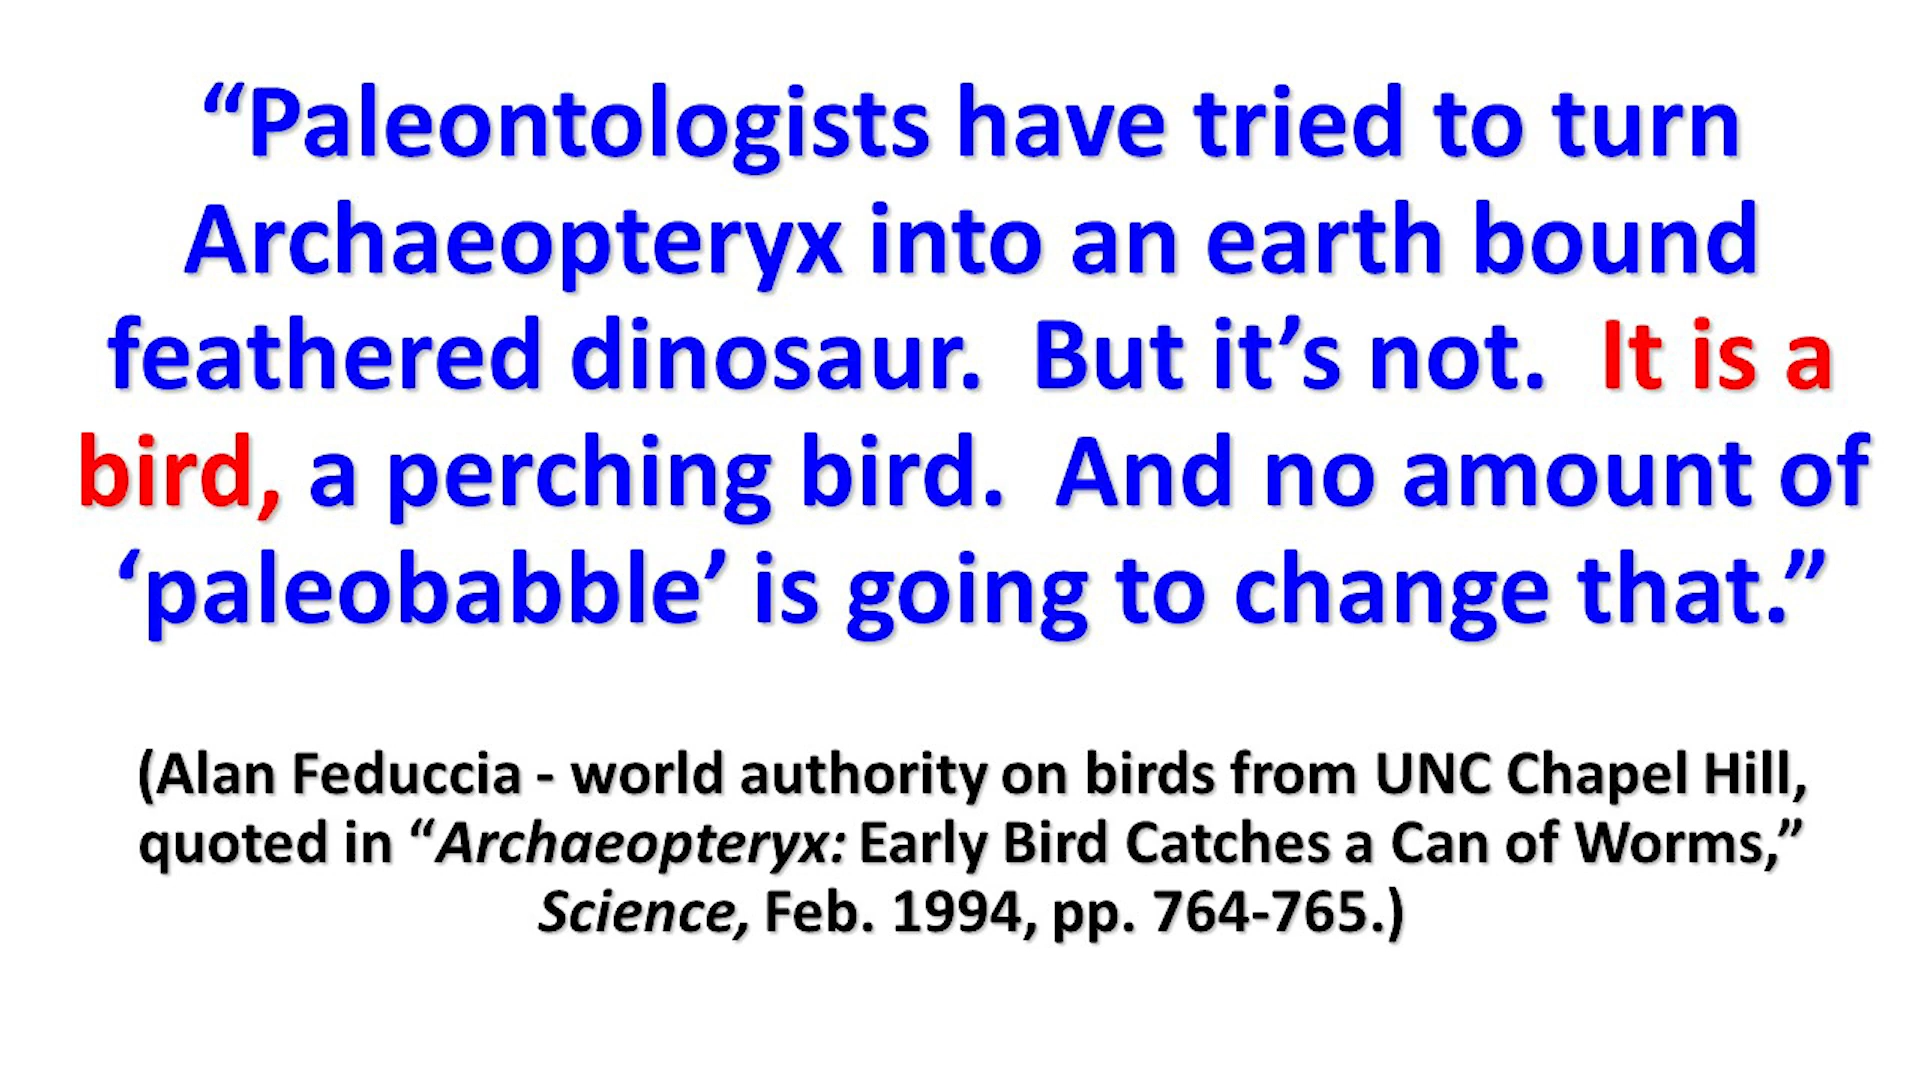 “Paleontologists have tried to turn
Archaeopteryx into an earth bound
feathered dinosaur.  But it’s not.  It is a
bird, a perching bird.  And no amount of
‘paleobabble’ is going to change that.”
(Alan Feduccia - world authority on birds from UNC Chapel Hill,
quoted in “Archaeopteryx: Early Bird Catches a Can of Worms,”
Science, Feb. 1994, pp. 764-765.)